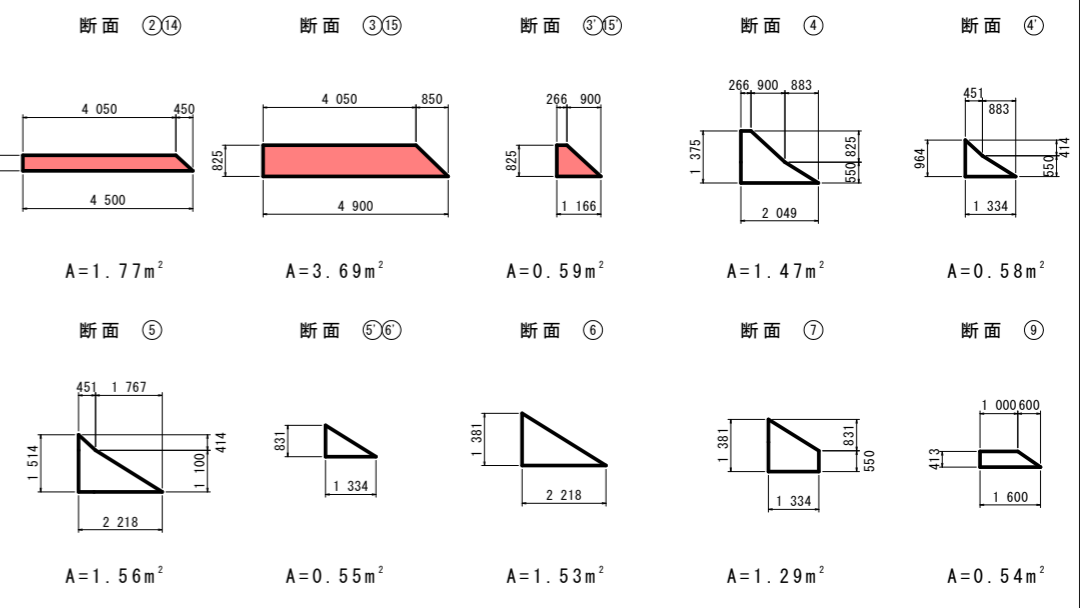 断面 ②⑭
断面 ③⑮
断面 ③'⑮'
断面 ④
断面 ④'
4 050 450
4 500
A=1.77m²
4 050 850
825
4 900
A=3.69m²
266 900
825
1 166
A=0.59m²
266 900 883
1 375
825
550
2 049
A=1.47m²
451
883
964
414
550
1 334
A=0.58m²
断面 ⑤
断面 ⑤'⑥'
断面 ⑥
断面 ⑦
断面 ⑨
451 1 767
1 514
414
1 100
2 218
A=1.56m²
831
1 334
A=0.55m²
1 381
2 218
A=1.53m²
1 381
831
550
1 334
A=1.29m²
1 000 600
413
1 600
A=0.54m²